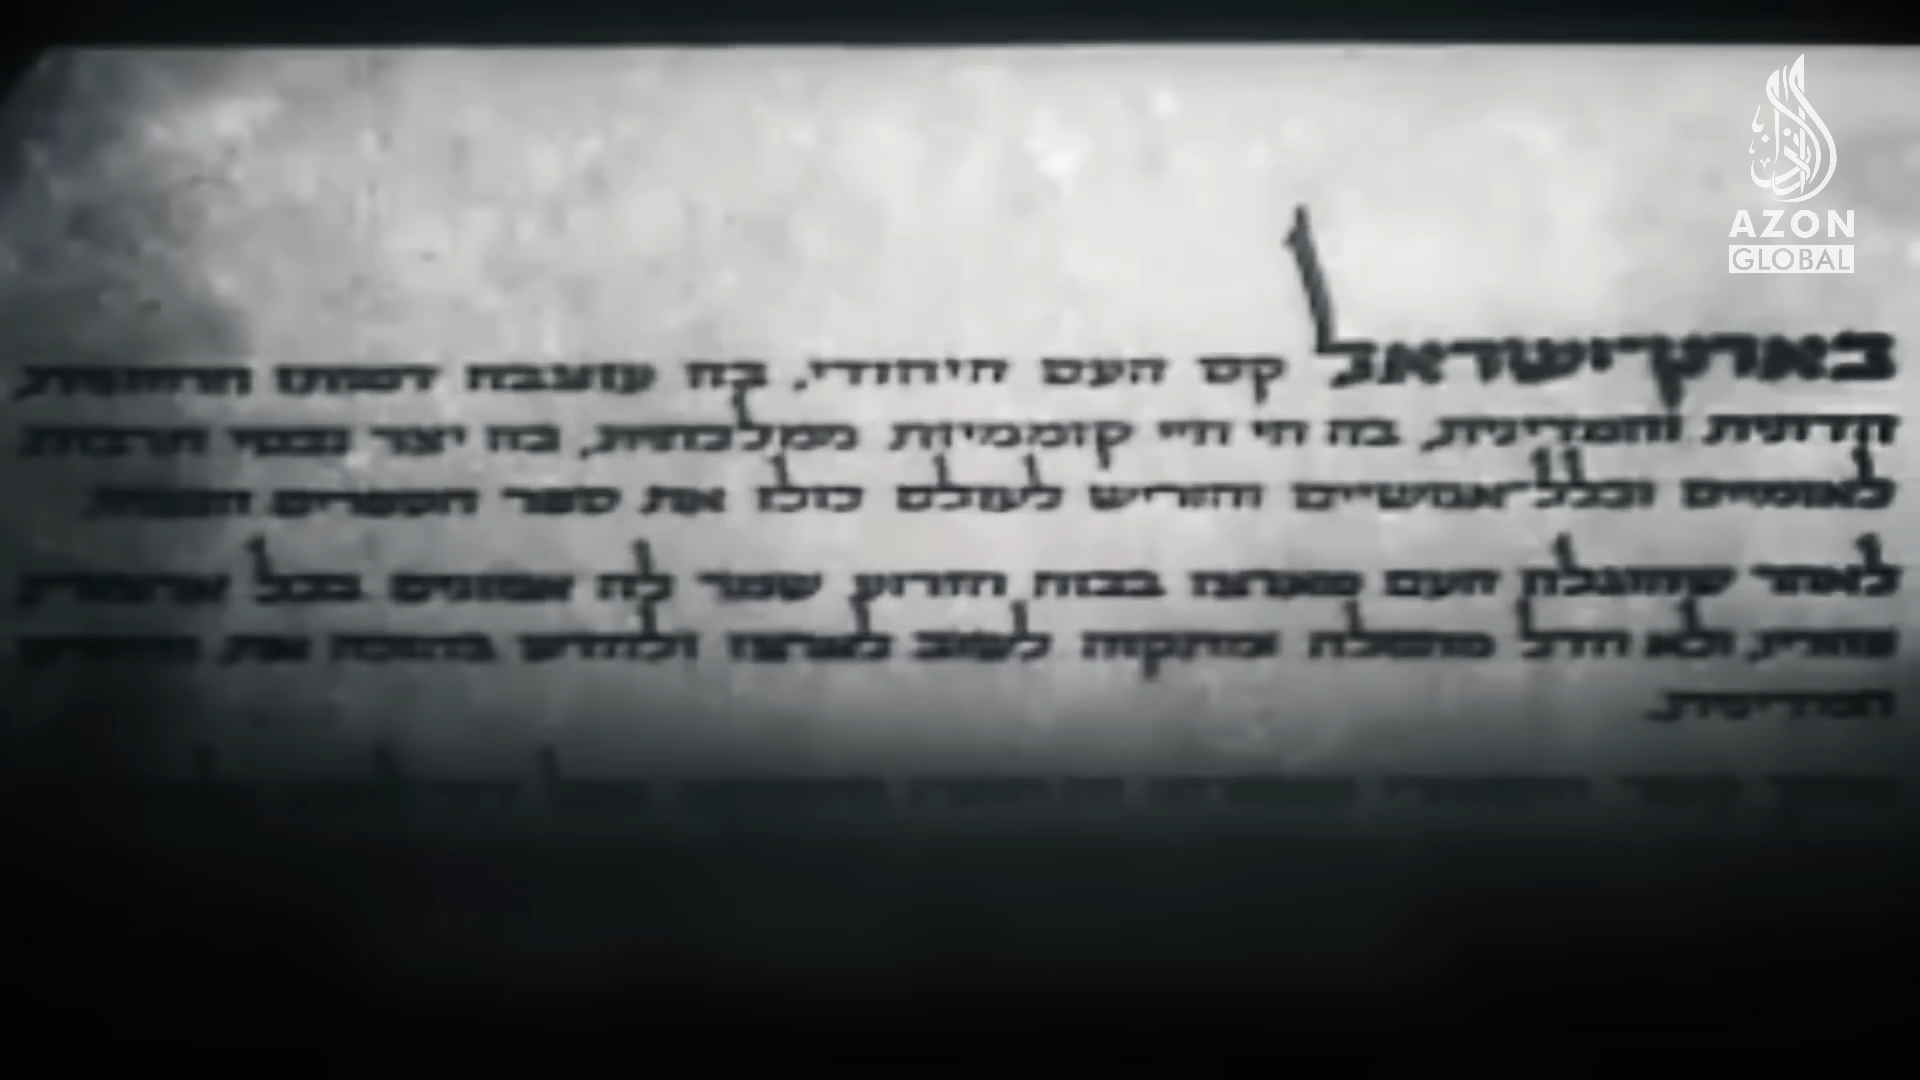 AZON
GLOBAL
בארץ־ישראל קם העם היהודי, בה עוצבה דמותו הרוחנית,
הדתית והמדינית, בה חי חיי קוממיות ממלכתית, בה יצר נכסי תרבות
לאומיים וכלל־אנושיים והוריש לעולם כולו את ספר הספרים הנצחי.
לאחר שהוגלה העם מארצו בכוח הזרוע שמר לה אמונים בכל ארצות
פזוריו, ולא חדל מתפלה ומתקוה לשוב לארצו ולחדש בתוכה את חירותו
המדינית.